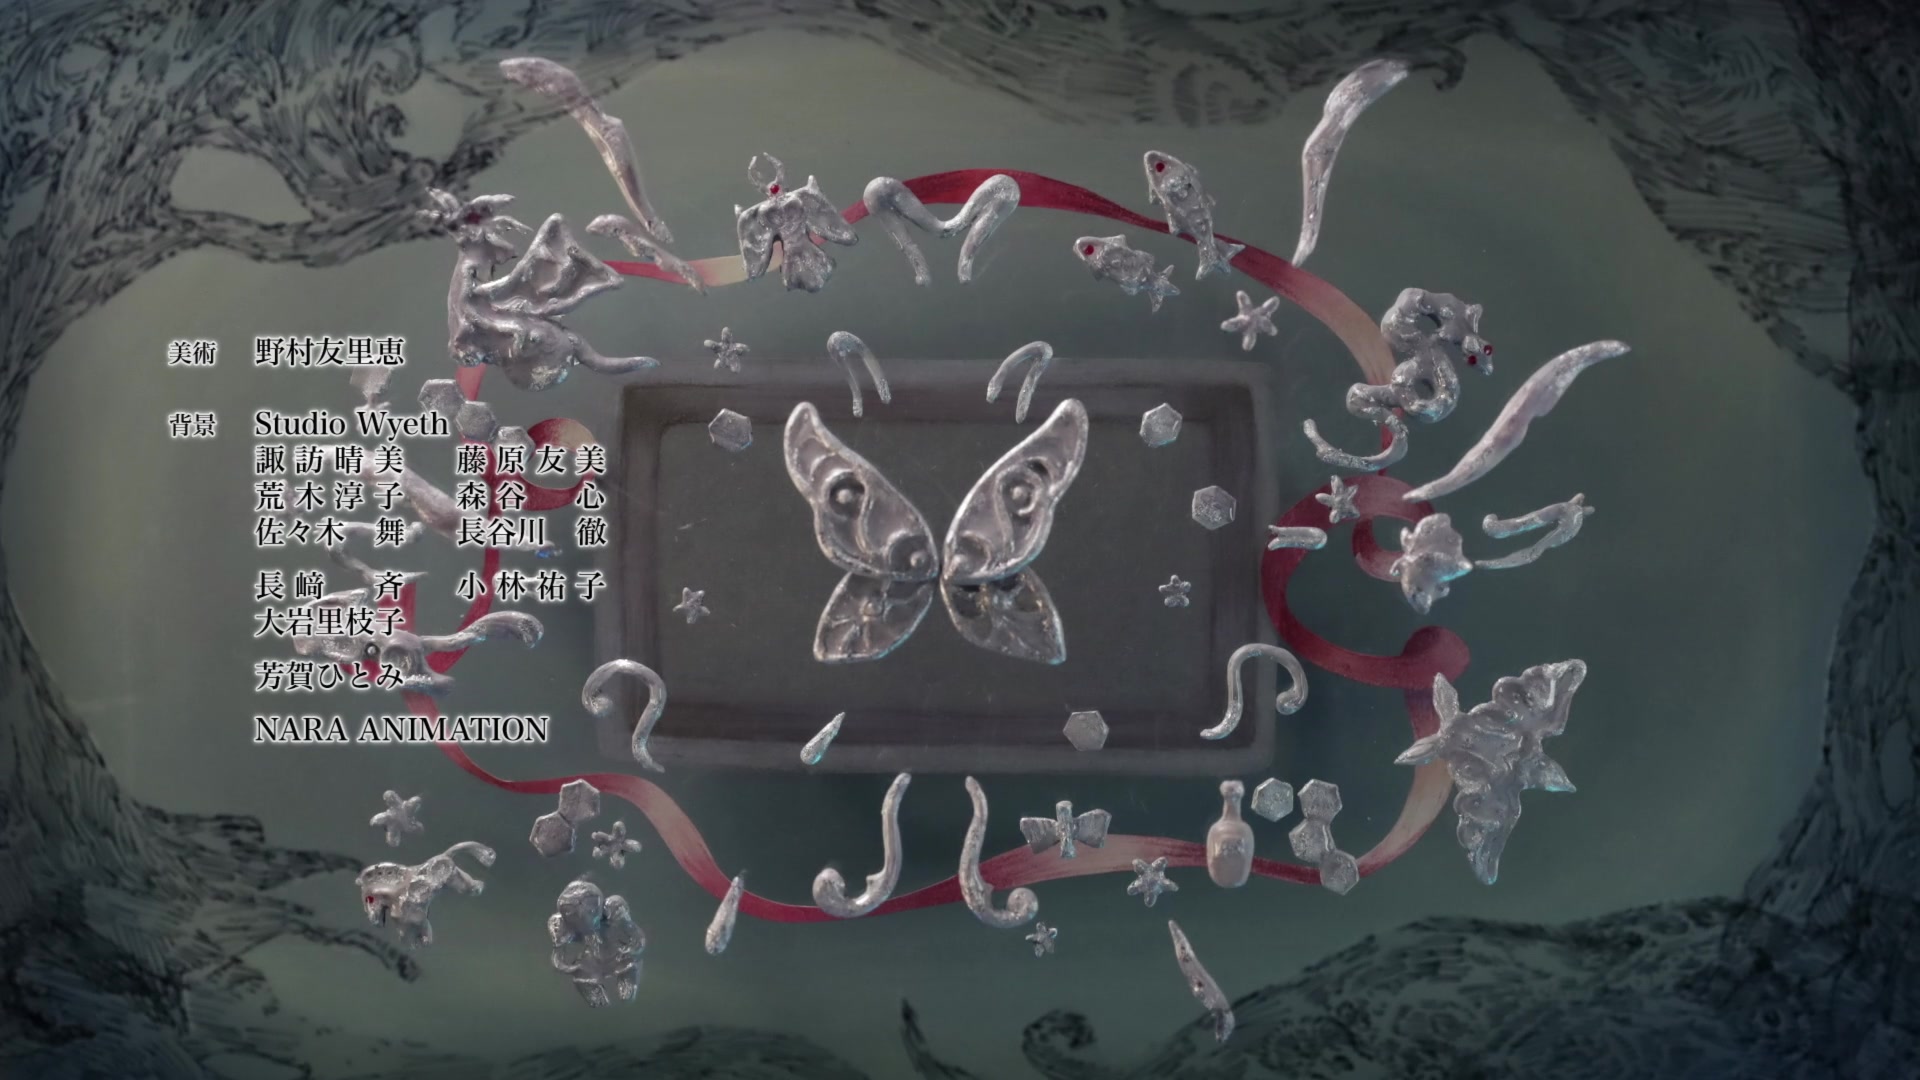 美術 野村友里恵
背景 Studio Wyeth
諏訪晴美 藤原友美
荒木淳子 森谷 心
佐々木 舞 長谷川 徹
長﨑 斉 小林祐子
大岩里枝子
芳賀ひとみ
NARA ANIMATION